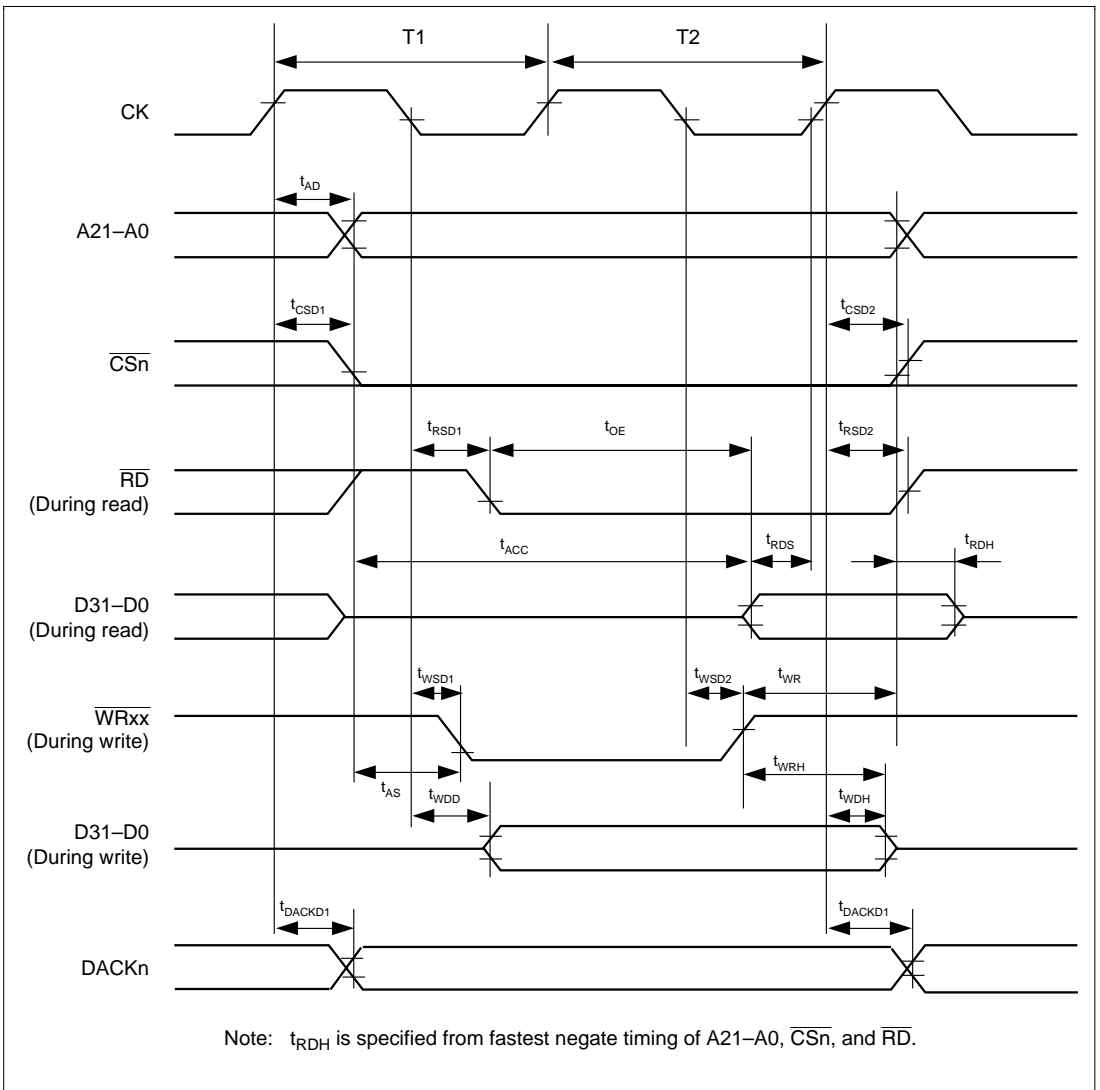 T1 T2
CK
tAD
A21–A0
tCSD1 tCSD2
CSn
tRSD1 tOE tRSD2
RD
(During read)
tACC tRDS tRDH
D31–D0
(During read)
tWSD1 tWSD2 tWR
WRxx
(During write)
tWRH
tAS tWDD tWDH
D31–D0
(During write)
tDACKD1 tDACKD1
DACKn
Note: tRDH is specified from fastest negate timing of A21–A0, CSn, and RD.